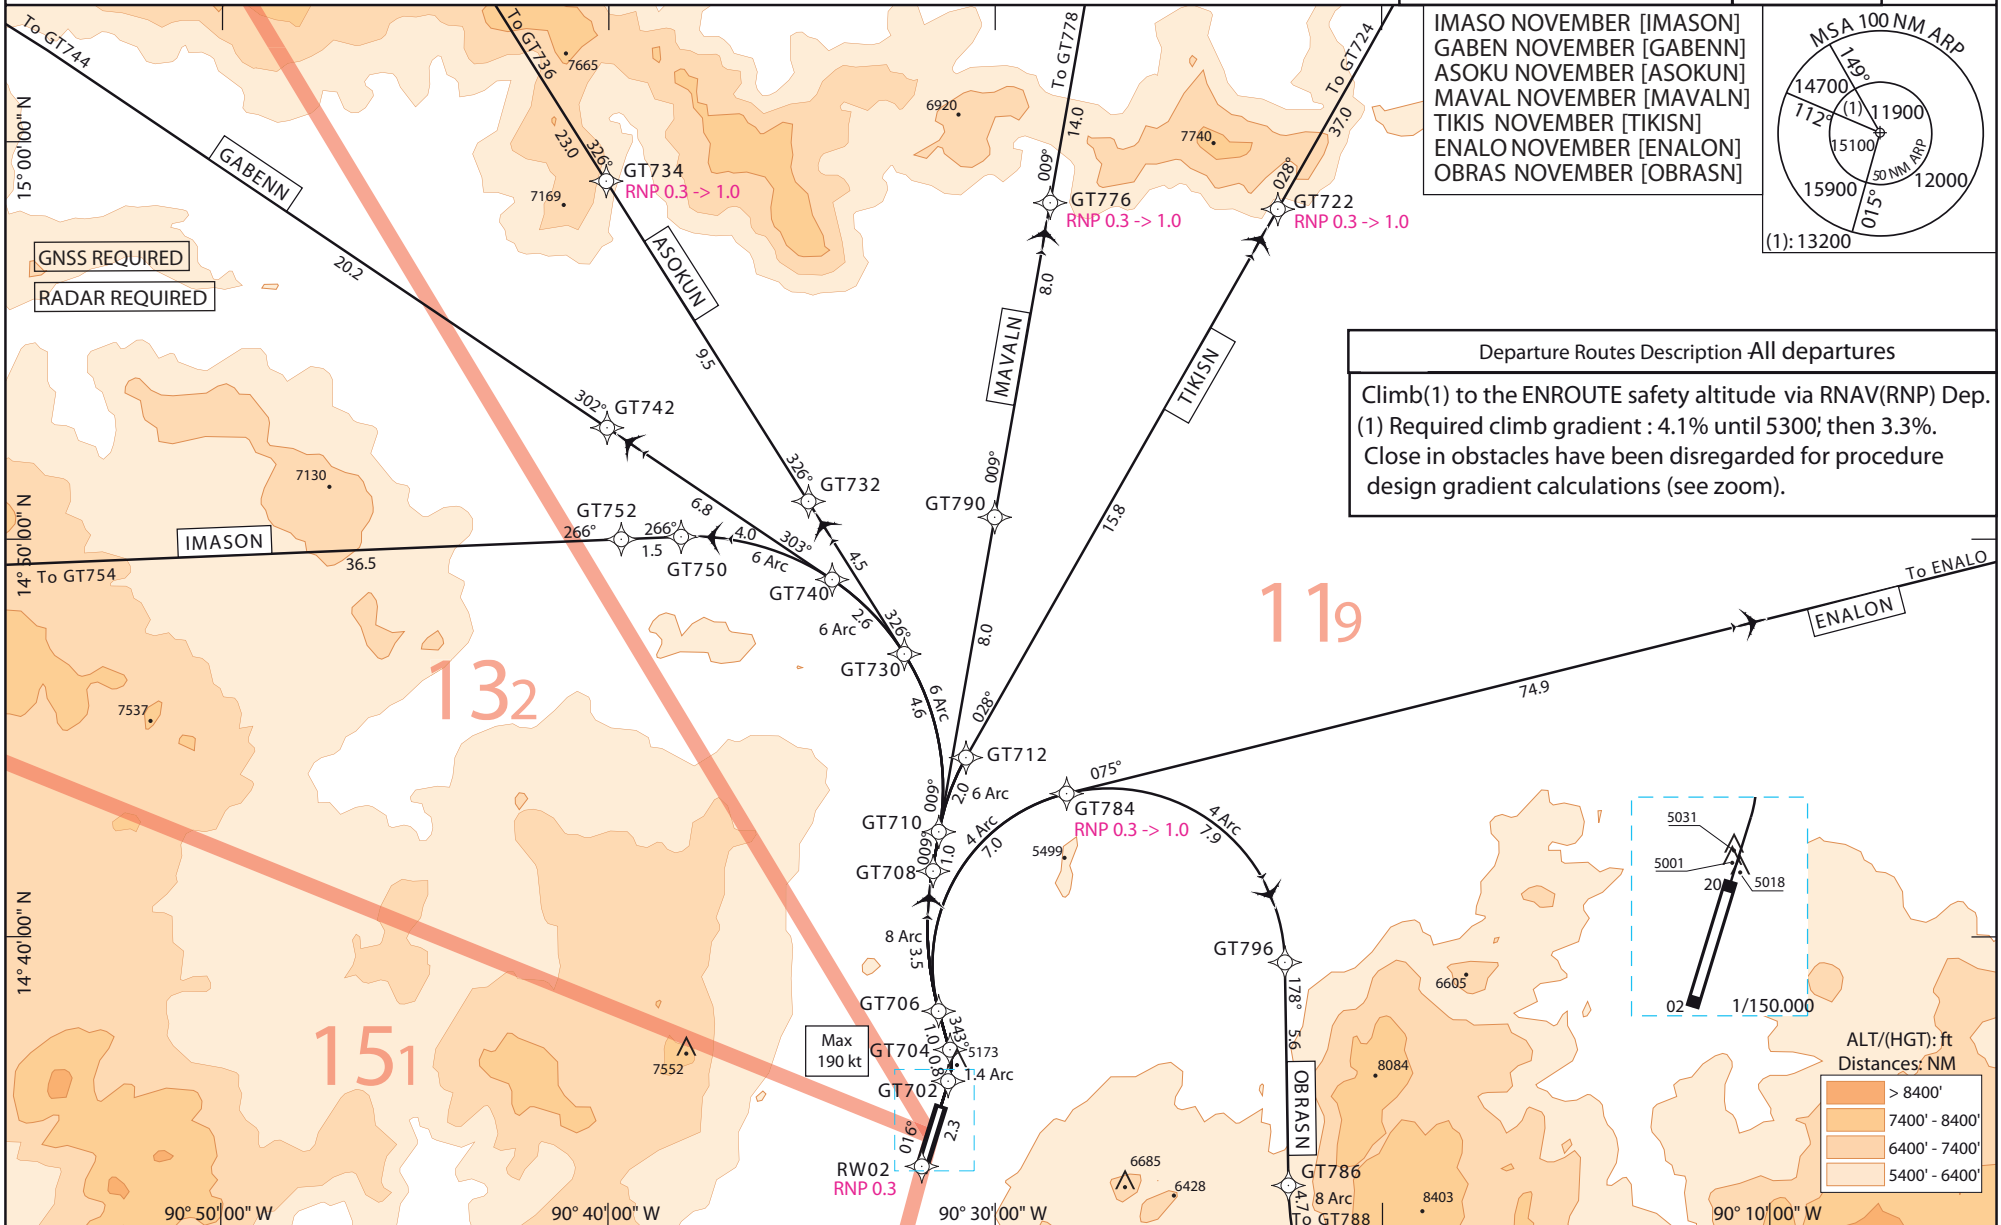 IMASO NOVEMBER [IMASON]
GABEN NOVEMBER [GABENN]
ASOKU NOVEMBER [ASOKUN]
MAVAL NOVEMBER [MAVALN]
TIKIS NOVEMBER [TIKISN]
ENALO NOVEMBER [ENALON]
OBRAS NOVEMBER [OBRASN]
MSA 100 NM ARP
149°
14700
(1) 11900
112°
15100
50 NM ARP
15900
12000
015°
(1): 13200
Departure Routes Description -All departures
Climb(1) to the ENROUTE safety altitude via RNAV(RNP) Dep.
(1) Required climb gradient : 4.1% until 5300', then 3.3%.
Close in obstacles have been disregarded for procedure
design gradient calculations (see zoom).
To GT744
To GT736
To GT778
To GT724
7665
6920
7740
7169
15° 00'00" N
GABENN
GNSS REQUIRED
RADAR REQUIRED
20.2
23.0
326°
GT734
RNP 0.3 -> 1.0
ASOKUN
9.5
14.0
009°
GT776
RNP 0.3 -> 1.0
8.0
MAVALN
37.0
028°
GT722
RNP 0.3 -> 1.0
TIKISN
15.8
302°
GT742
326°
GT732
009°
GT790
7130
GT752
266°
266°
1.5
GT750
4.0
6 Arc
6.8
303°
GT740
4.5
IMASON
36.5
To GT754
14° 50'00" N
2.6
6 Arc
326°
GT730
8.0
6 Arc
4.6
028°
GT712
2.0
6 Arc
119
132
151
To ENALO
ENALON
74.9
7537
075°
GT784
RNP 0.3 -> 1.0
4 Arc
7.0
4 Arc
7.9
5499
009°
GT710
009°
1.0
GT708
8 Arc
3.5
GT706
343°
1.0
GT704
5173
0.8
1.4 Arc
GT702
Max
190 kt
7552
016°
2.3
RW02
RNP 0.3
14° 40'00" N
GT796
178°
5.6
OBRASN
GT786
4.7
8 Arc
To GT788
6605
8084
8403
6685
6428
5031
5001
20
5018
02
1/150.000
ALT/(HGT): ft
Distances: NM
> 8400'
7400' - 8400'
6400' - 7400'
5400' - 6400'
90° 50'00" W
90° 40'00" W
90° 30'00" W
90° 10'00" W